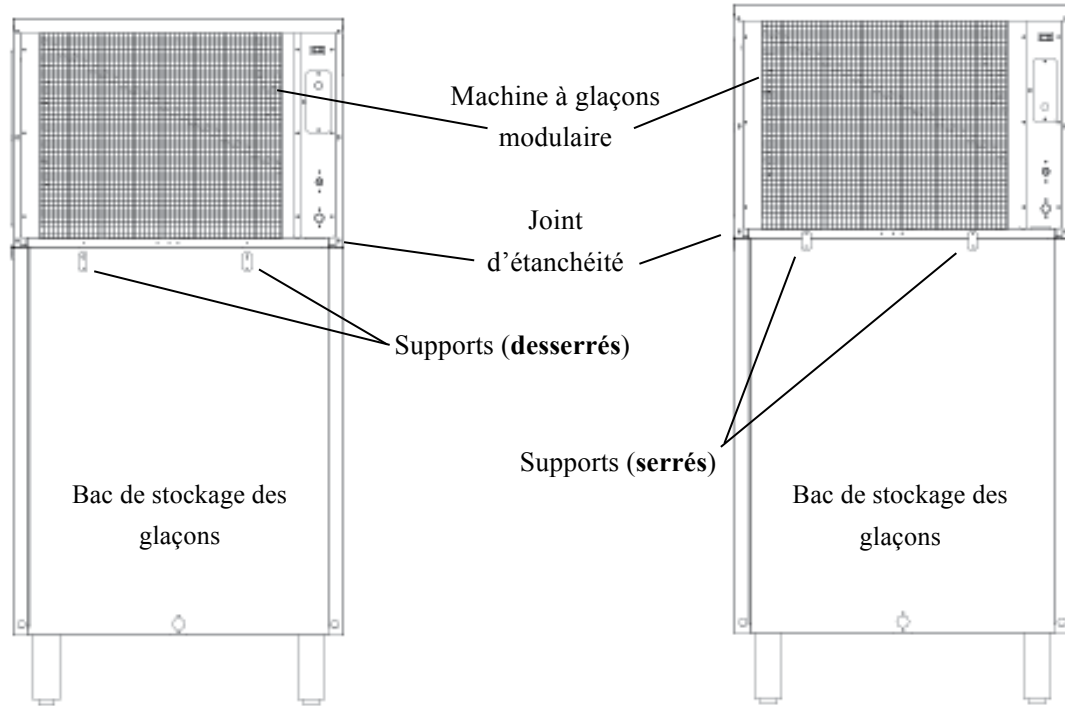 Machine à glaçons
modulaire
Joint
d’étanchéité
Supports (desserrés)
Supports (serrés)
Bac de stockage des
glaçons
Bac de stockage des
glaçons